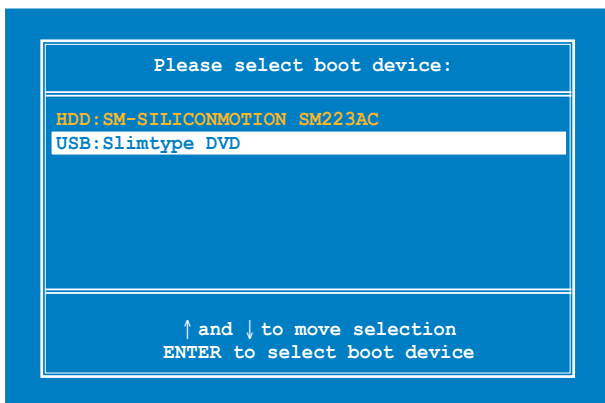 Please select boot device:
HDD:SM-SILICONMOTION SM223AC
USB:Slimtype DVD
↑ and ↓ to move selection
ENTER to select boot device